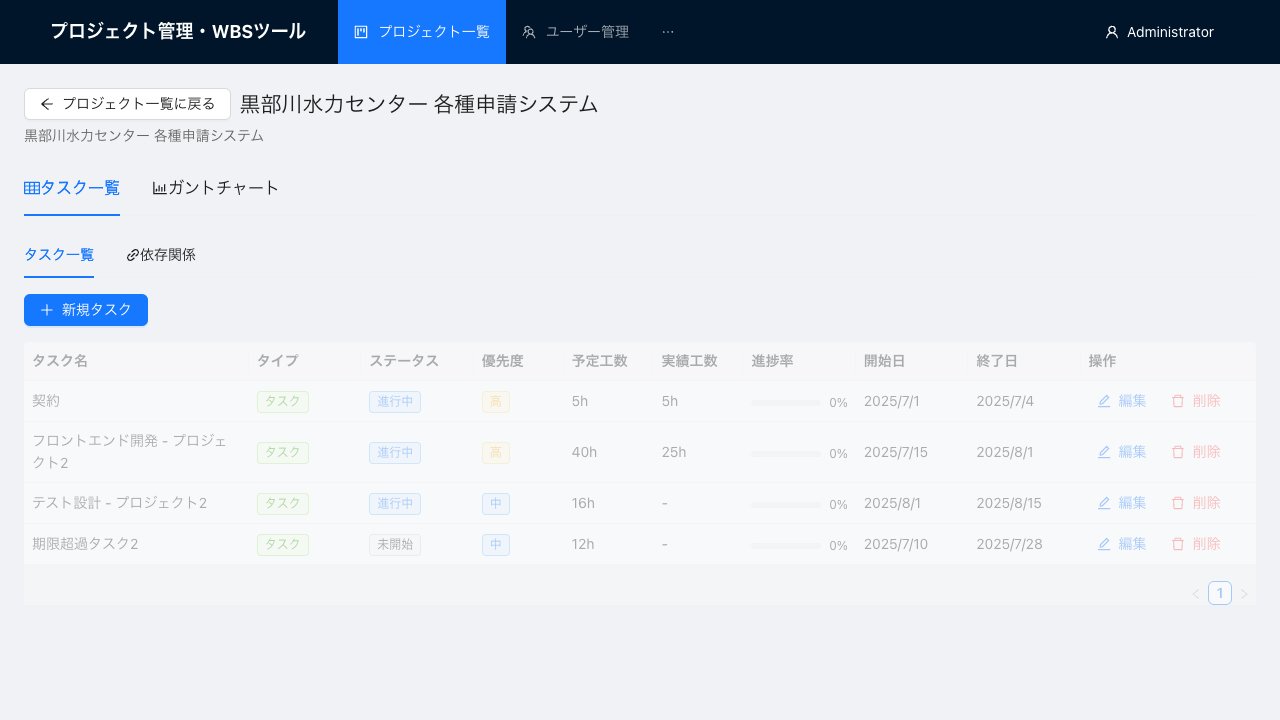 プロジェクト管理・WBSツール プロジェクト一覧 ユーザー管理 ··· Administrator
プロジェクト一覧に戻る 黒部川水力センター 各種申請システム
黒部川水力センター 各種申請システム
タスク一覧 ガントチャート
タスク一覧 依存関係
新規タスク
タスク名 タイプ ステータス 優先度 予定工数 実績工数 進捗率 開始日 終了日 操作
契約 タスク 進行中 高 5h 5h 0% 2025/7/1 2025/7/4 編集 削除
フロントエンド開発 - プロジェ
クト2 タスク 進行中 高 40h 25h 0% 2025/7/15 2025/8/1 編集 削除
テスト設計 - プロジェクト2 タスク 進行中 中 16h - 0% 2025/8/1 2025/8/15 編集 削除
期限超過タスク2 タスク 未開始 中 12h - 0% 2025/7/10 2025/7/28 編集 削除
1